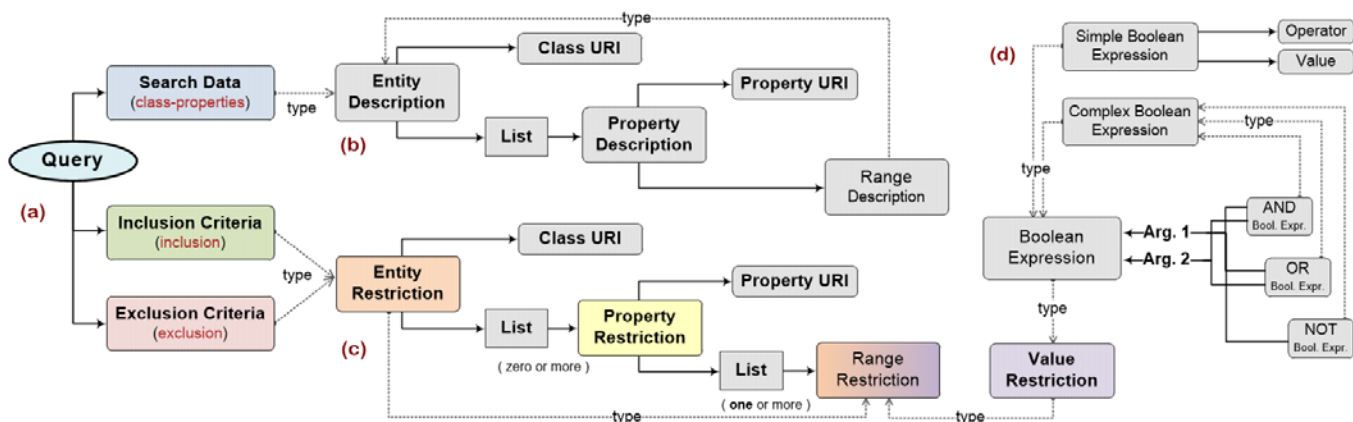 Query
(a)
Search Data
(class-properties)
type
Inclusion Criteria
(inclusion)
Exclusion Criteria
(exclusion)
type
type
Entity
Description
(b)
Class URI
List
Property
Description
Property URI
Range
Description
Entity
Restriction
(c)
Class URI
List
( zero or more )
Property
Restriction
Property URI
List
( one or more )
Range
Restriction
type
(d)
Simple Boolean
Expression
Operator
Value
Complex Boolean
Expression
type
type
Boolean
Expression
Arg. 1
Arg. 2
AND
Bool. Expr.
OR
Bool. Expr.
NOT
Bool. Expr.
type
Value
Restriction
type